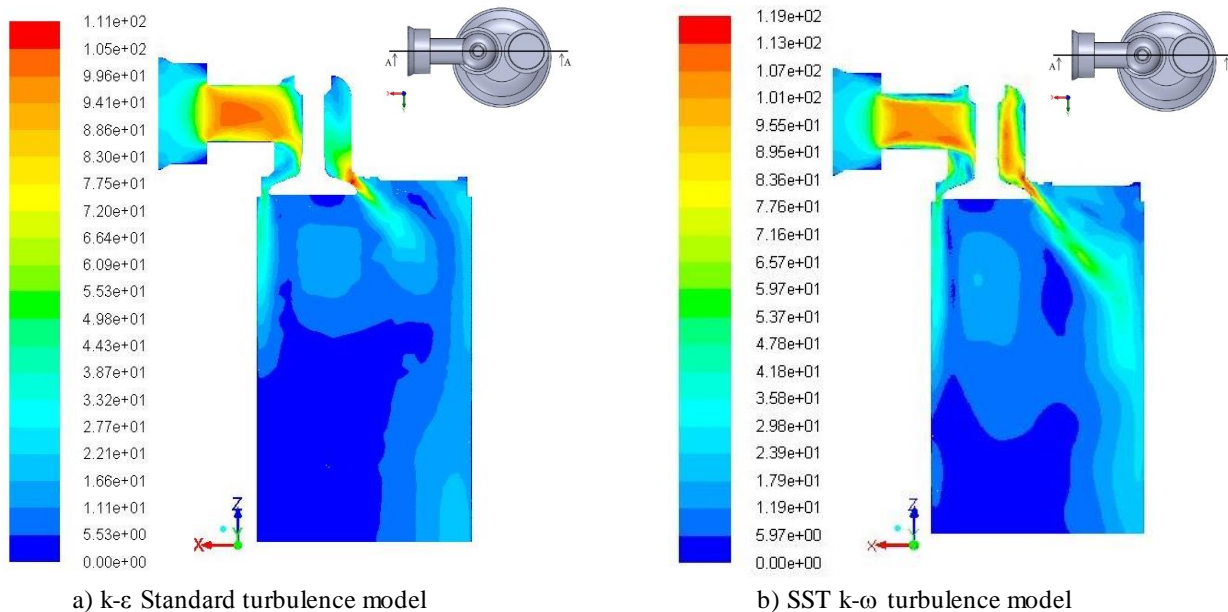 1.11e+02
1.05e+02
9.96e+01
9.41e+01
8.86e+01
8.30e+01
7.75e+01
7.20e+01
6.64e+01
6.09e+01
5.53e+01
4.98e+01
4.43e+01
3.87e+01
3.32e+01
2.77e+01
2.21e+01
1.66e+01
1.11e+01
5.53e+00
0.00e+00
A A
Z
X
a) k-ε Standard turbulence model
1.19e+02
1.13e+02
1.07e+02
1.01e+02
9.55e+01
8.95e+01
8.36e+01
7.76e+01
7.16e+01
6.57e+01
5.97e+01
5.37e+01
4.78e+01
4.18e+01
3.58e+01
2.98e+01
2.39e+01
1.79e+01
1.19e+01
5.97e+00
0.00e+00
A
Z
X
b) SST k-ω turbulence model